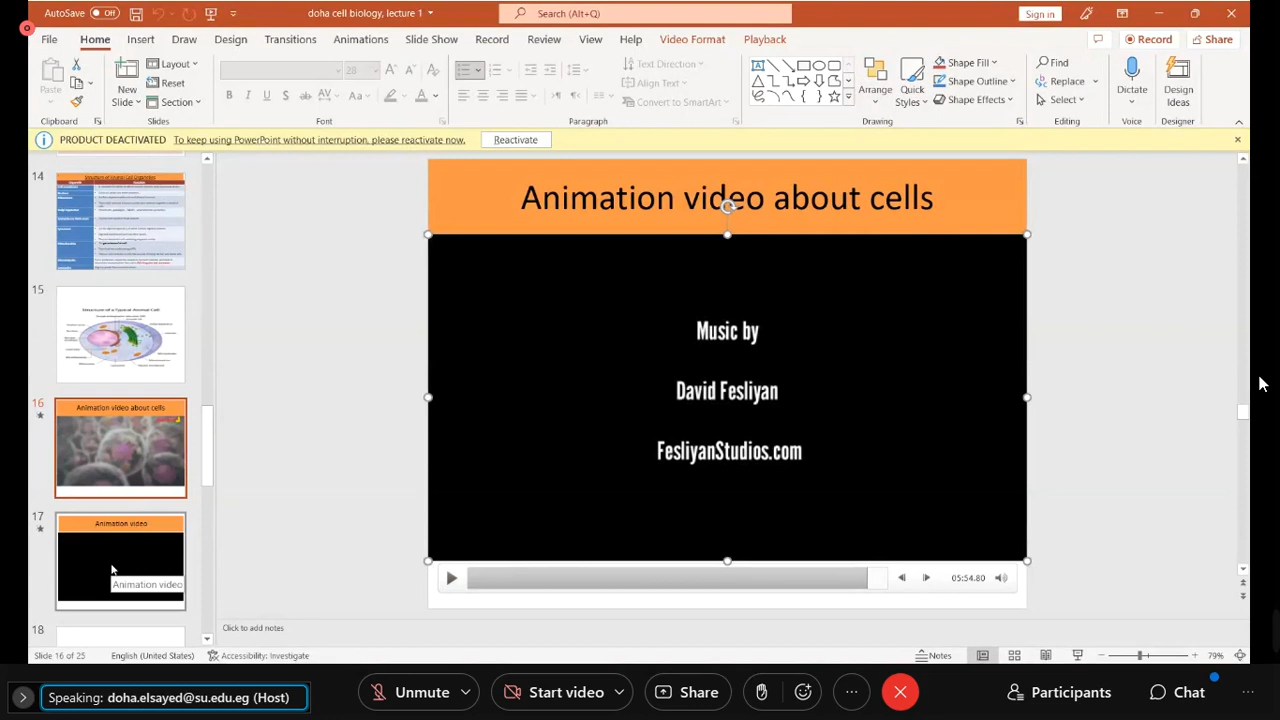 AutoSave Off
doha cell biology, lecture 1
Search (Alt+Q)
Sign in
File Home Insert Draw Design Transitions Animations Slide Show Record Review View Help Video Format Playback
Record
Share
Paste
Clipboard
New Slide
Layout
Reset
Section
Slides
28
Font
Text Direction
Align Text
Convert to SmartArt
Paragraph
Arrange
Quick Styles
Shape Fill
Shape Outline
Shape Effects
Drawing
Find
Replace
Select
Editing
Dictate
Voice
Design Ideas
Designer
PRODUCT DEACTIVATED To keep using PowerPoint without interruption, please reactivate now. Reactivate
14
15
Structure of a Typical Animal Cell
16
Animation video about cells
17
Animation video
Animation video
18
Animation video about cells
Music by
David Fesliyan
FesliyanStudios.com
05:54.80
Click to add notes
Slide 16 of 25 English (United States) Accessibility: Investigate Notes 79%
Speaking: doha.elsayed@su.edu.eg (Host)
Unmute Start video Share Participants Chat